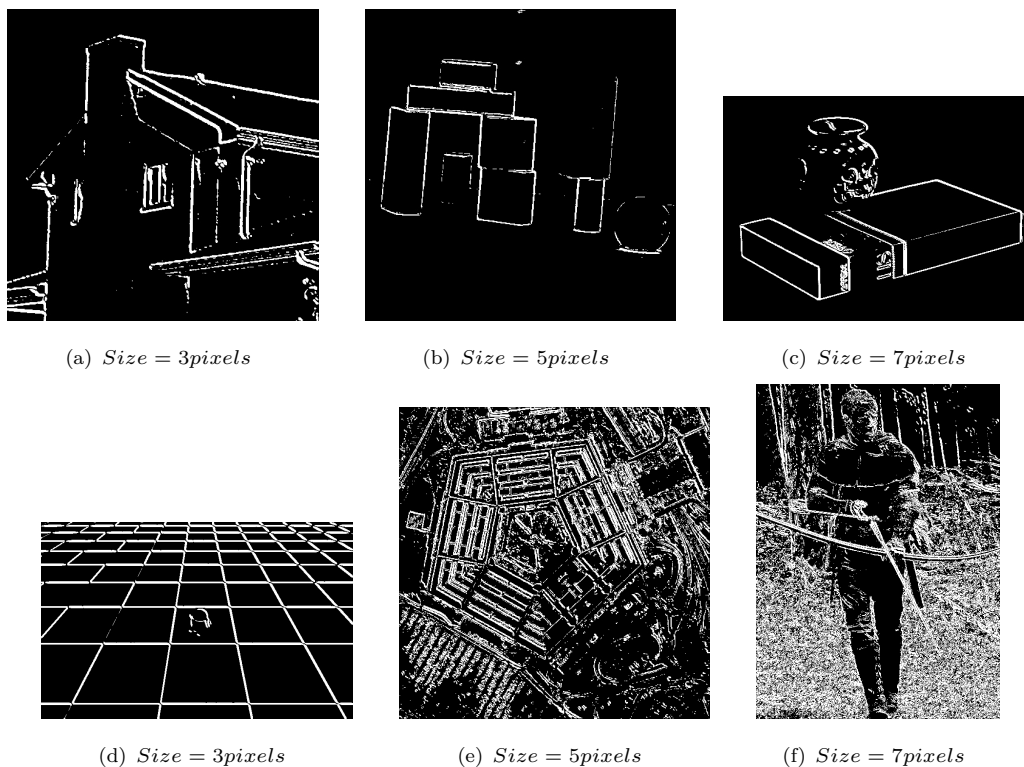 (a) Size = 3pixels
(b) Size = 5pixels
(c) Size = 7pixels
(d) Size = 3pixels
(e) Size = 5pixels
(f) Size = 7pixels